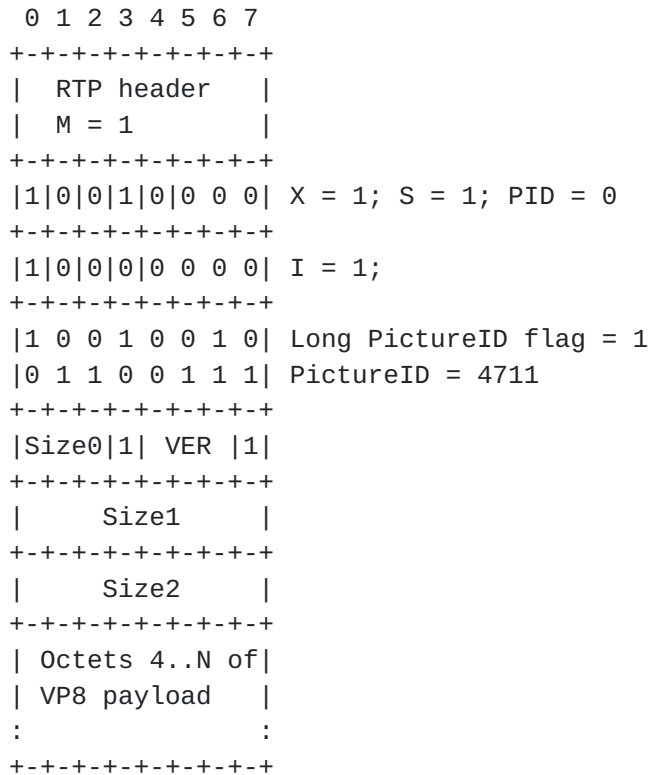 0 1 2 3 4 5 6 7
+-+-+-+-+-+-+-+-+
|  RTP header   |
|  M = 1        |
+-+-+-+-+-+-+-+-+
|1|0|0|1|0|0 0 0| X = 1; S = 1; PID = 0
+-+-+-+-+-+-+-+-+
|1|0|0|0|0 0 0 0| I = 1;
+-+-+-+-+-+-+-+-+
|1 0 0 1 0 0 1 0| Long PictureID flag = 1
|0 1 1 0 0 1 1 1| PictureID = 4711
+-+-+-+-+-+-+-+-+
|Size0|1| VER |1|
+-+-+-+-+-+-+-+-+
|     Size1     |
+-+-+-+-+-+-+-+-+
|     Size2     |
+-+-+-+-+-+-+-+-+
| Octets 4..N of|
| VP8 payload   |
:               :
+-+-+-+-+-+-+-+-+